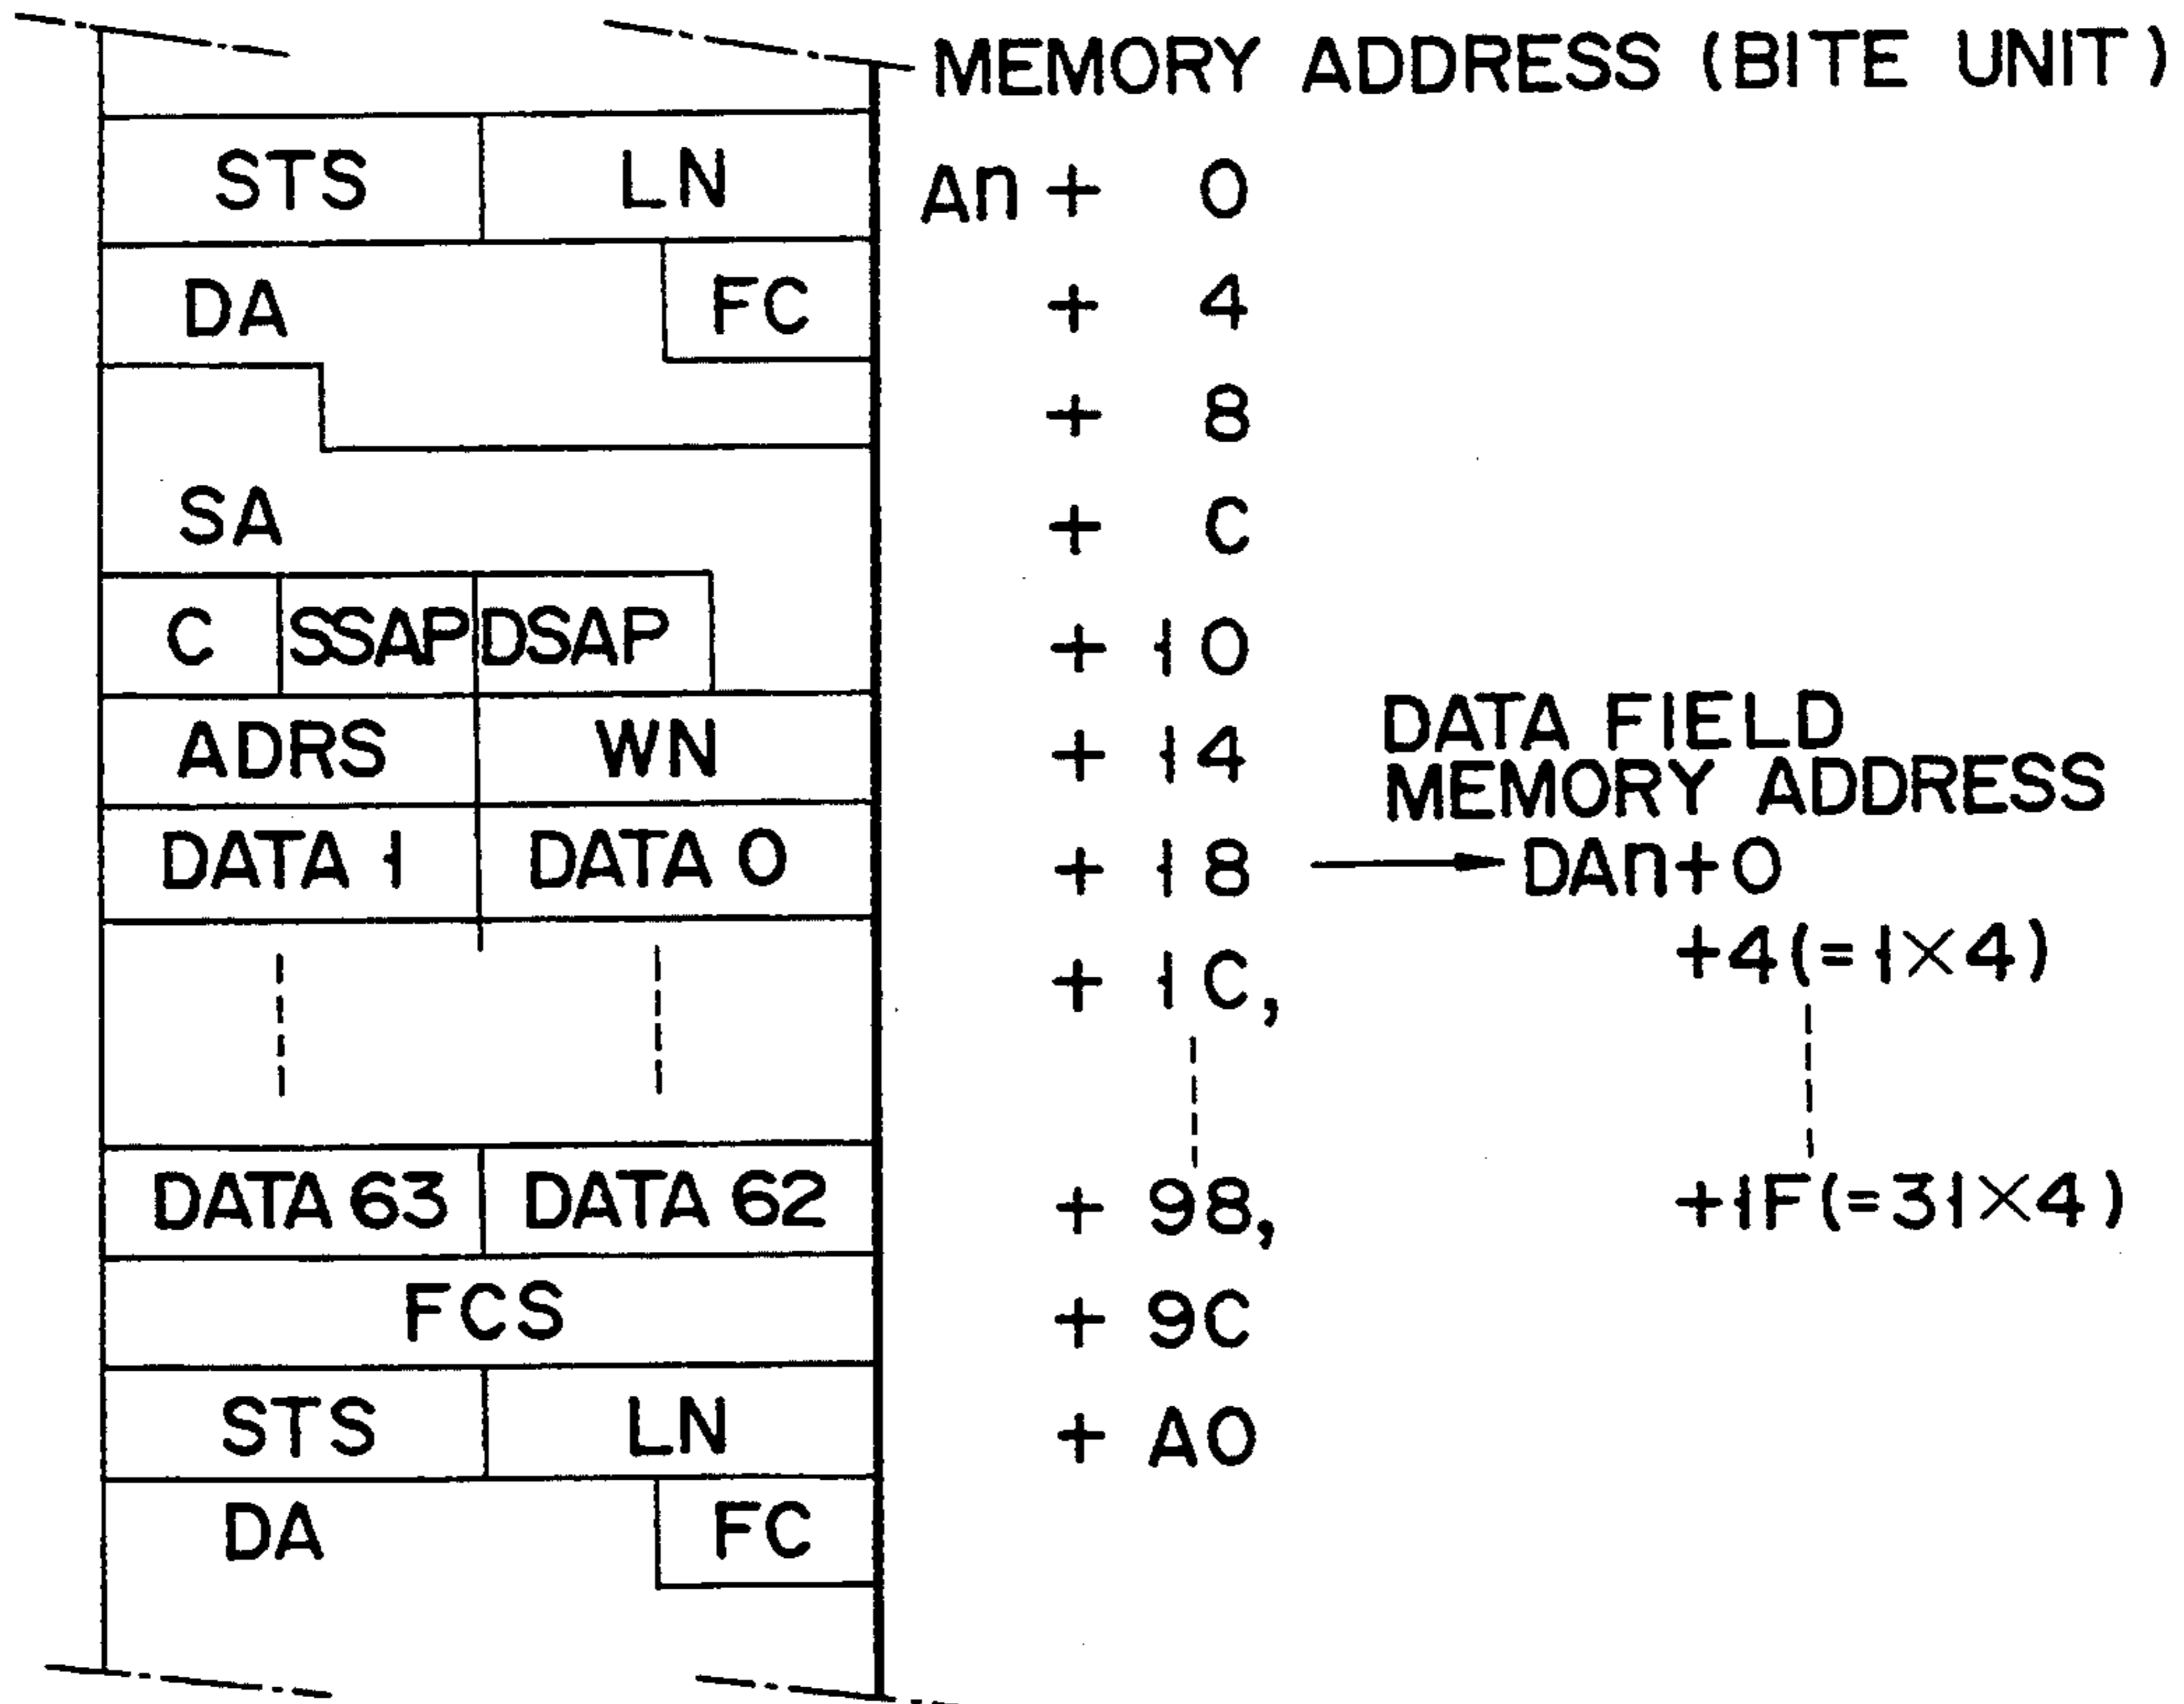 MEMORY ADDRESS (BITE UNIT)
STS LN An + 0
DA FC + 4
+ 8
SA + C
C SSAP DSAP + 10
ADRS WN + 14
DATA FIELD
MEMORY ADDRESS
DATA 1 DATA 0 + 18 DAn+0
+ 1C, +4(=1×4)
DATA 63 DATA 62 + 98, +1F(=31×4)
FCS + 9C
STS LN + A0
DA FC